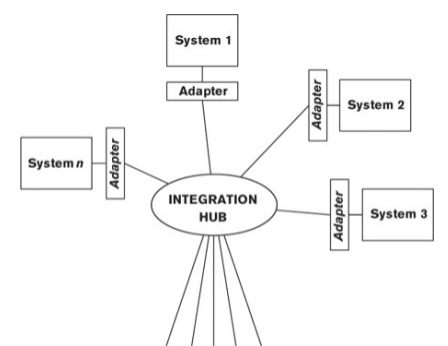 System 1
Adapter
Adapter
System 2
System n
Adapter
INTEGRATION
HUB
Adapter
System 3